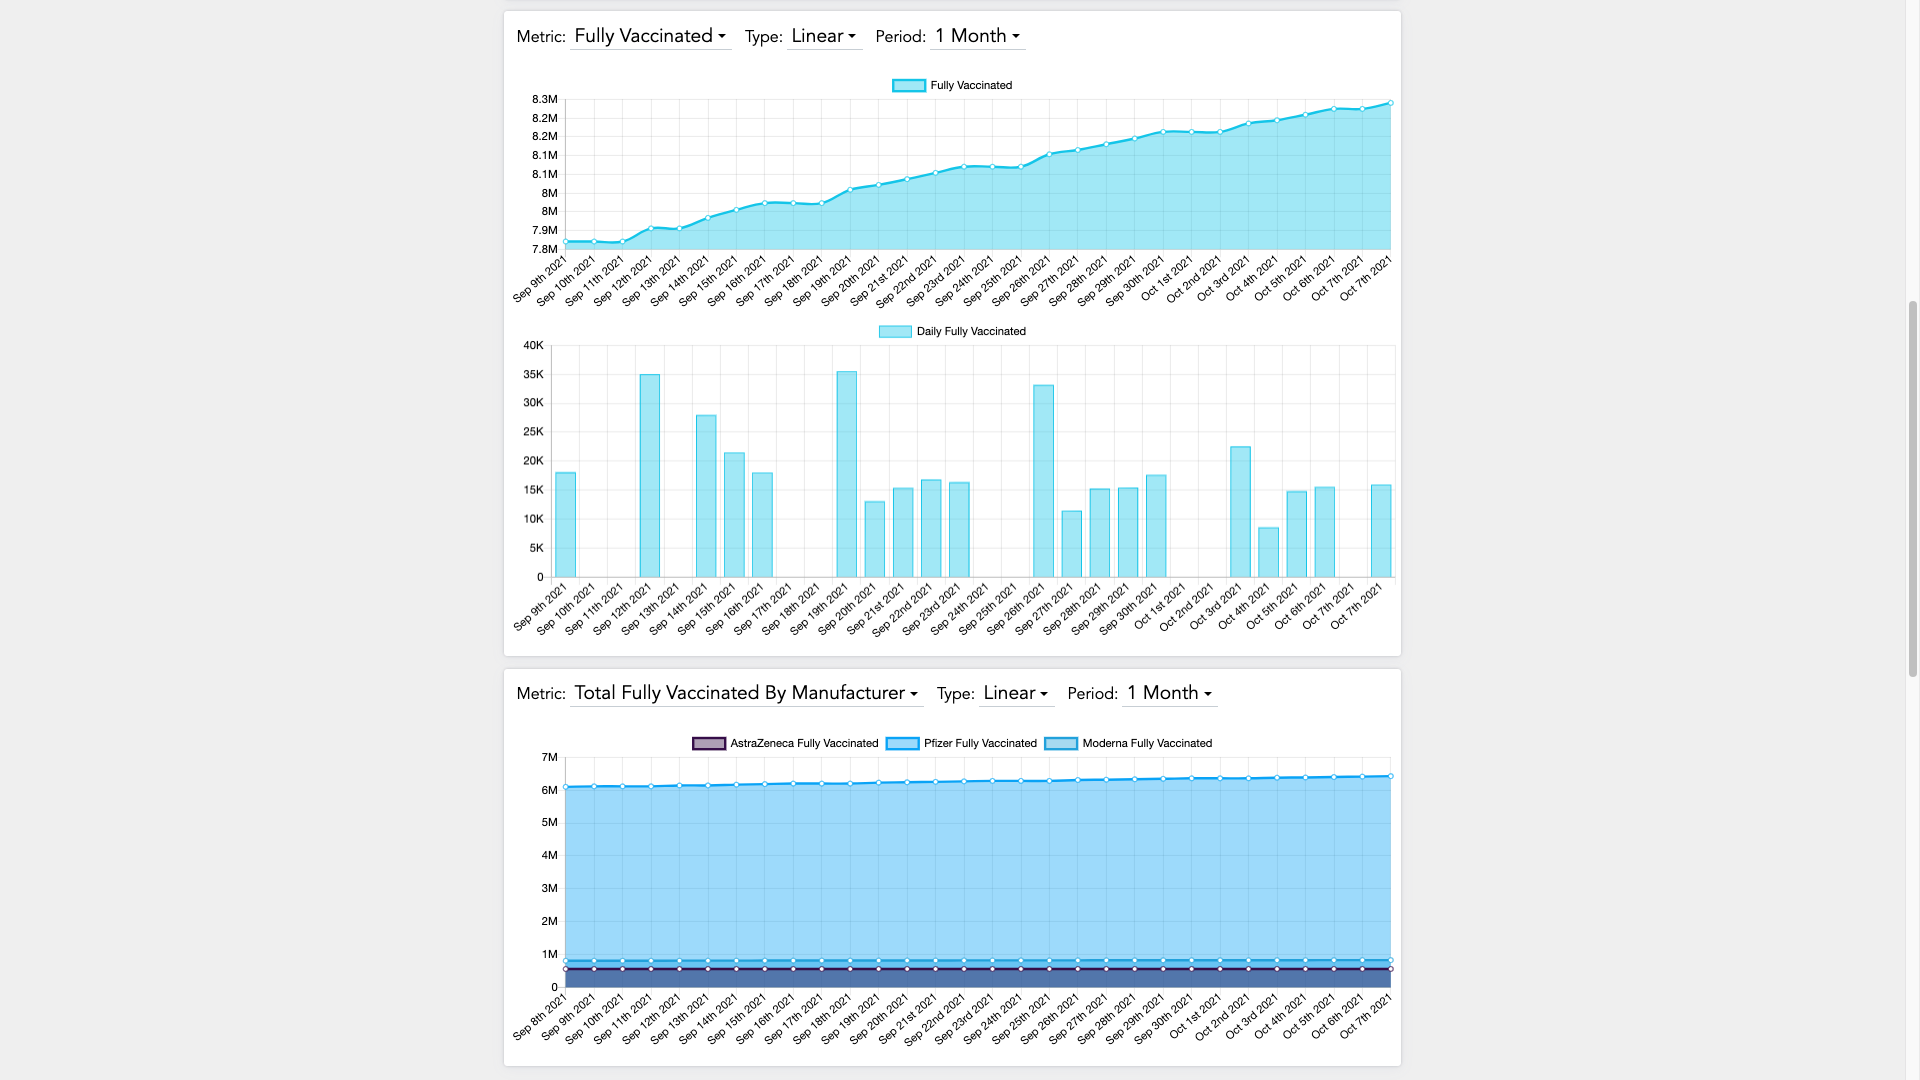 Metric: Fully Vaccinated Type: Linear Period: 1 Month
Fully Vaccinated
8.3M
8.2M
8.2M
8.1M
8.1M
8M
8M
7.9M
7.8M
Sep 9th 2021 Sep 10th 2021 Sep 11th 2021 Sep 12th 2021 Sep 13th 2021 Sep 14th 2021 Sep 15th 2021 Sep 16th 2021 Sep 17th 2021 Sep 18th 2021 Sep 19th 2021 Sep 20th 2021 Sep 21st 2021 Sep 22nd 2021 Sep 23rd 2021 Sep 24th 2021 Sep 25th 2021 Sep 26th 2021 Sep 27th 2021 Sep 28th 2021 Sep 29th 2021 Sep 30th 2021 Oct 1st 2021 Oct 2nd 2021 Oct 3rd 2021 Oct 4th 2021 Oct 5th 2021 Oct 6th 2021 Oct 7th 2021 Oct 7th 2021
Daily Fully Vaccinated
40K
35K
30K
25K
20K
15K
10K
5K
0
Sep 9th 2021 Sep 10th 2021 Sep 11th 2021 Sep 12th 2021 Sep 13th 2021 Sep 14th 2021 Sep 15th 2021 Sep 16th 2021 Sep 17th 2021 Sep 18th 2021 Sep 19th 2021 Sep 20th 2021 Sep 21st 2021 Sep 22nd 2021 Sep 23rd 2021 Sep 24th 2021 Sep 25th 2021 Sep 26th 2021 Sep 27th 2021 Sep 28th 2021 Sep 29th 2021 Sep 30th 2021 Oct 1st 2021 Oct 2nd 2021 Oct 3rd 2021 Oct 4th 2021 Oct 5th 2021 Oct 6th 2021 Oct 7th 2021 Oct 7th 2021
Metric: Total Fully Vaccinated By Manufacturer Type: Linear Period: 1 Month
AstraZeneca Fully Vaccinated Pfizer Fully Vaccinated Moderna Fully Vaccinated
7M
6M
5M
4M
3M
2M
1M
0
Sep 8th 2021 Sep 9th 2021 Sep 10th 2021 Sep 11th 2021 Sep 12th 2021 Sep 13th 2021 Sep 14th 2021 Sep 15th 2021 Sep 16th 2021 Sep 17th 2021 Sep 18th 2021 Sep 19th 2021 Sep 20th 2021 Sep 21st 2021 Sep 22nd 2021 Sep 23rd 2021 Sep 24th 2021 Sep 25th 2021 Sep 26th 2021 Sep 27th 2021 Sep 28th 2021 Sep 29th 2021 Sep 30th 2021 Oct 1st 2021 Oct 2nd 2021 Oct 3rd 2021 Oct 4th 2021 Oct 5th 2021 Oct 6th 2021 Oct 7th 2021